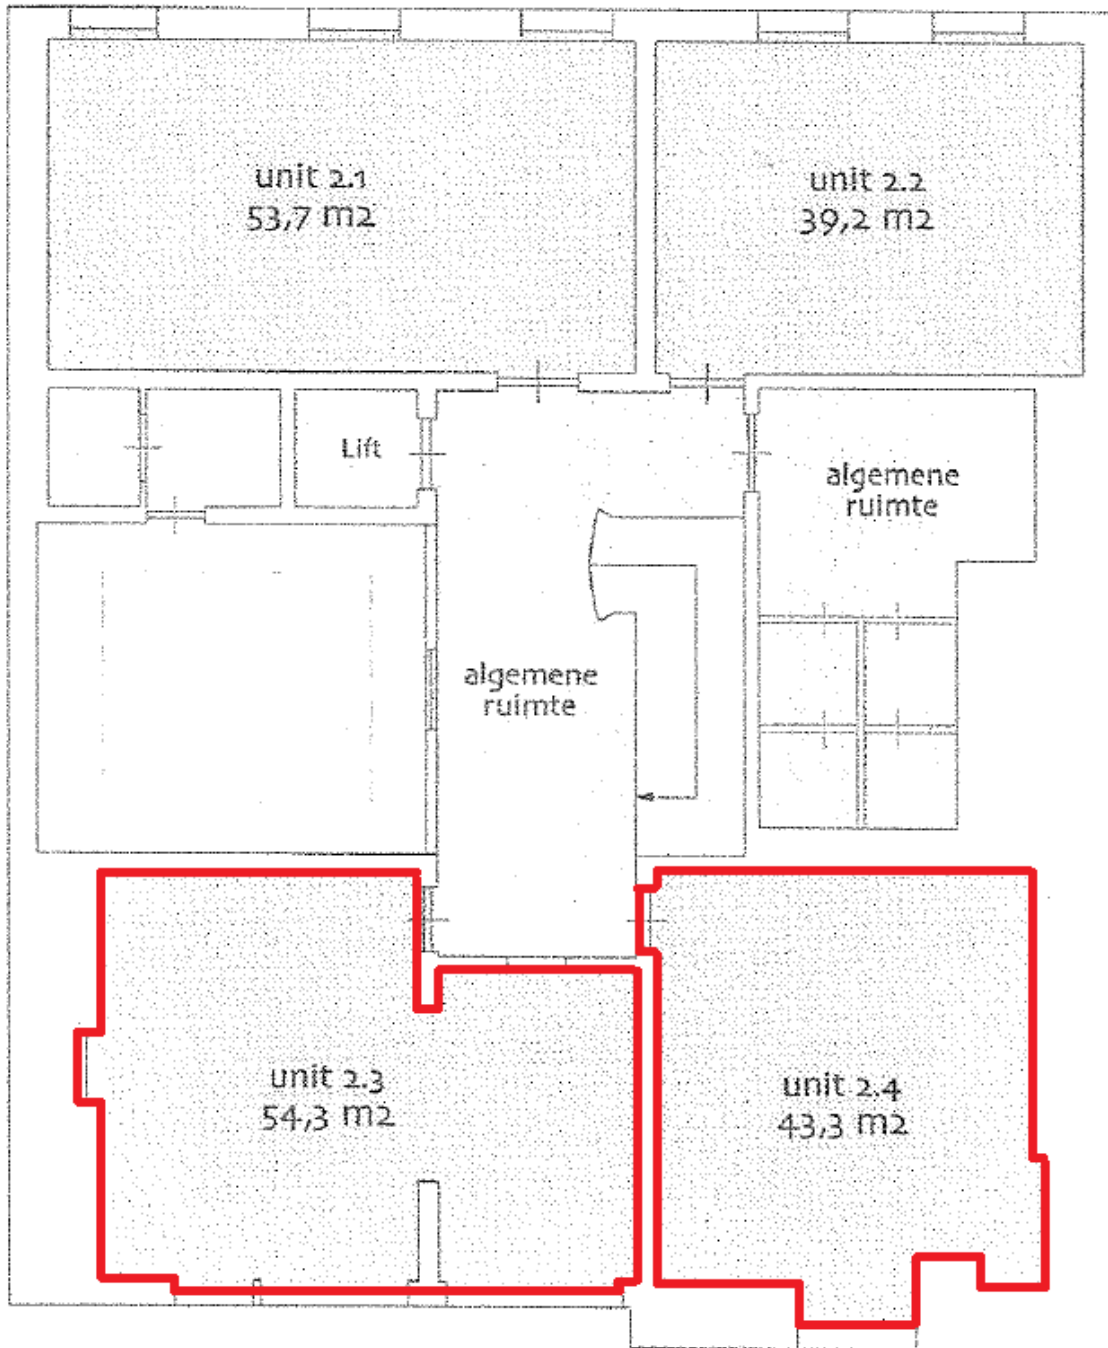 unit 2.1
53,7 m2
unit 2.2
39,2 m2
Lift
algemene
ruimte
algemene
ruimte
unit 2.3
54,3 m2
unit 2.4
43,3 m2